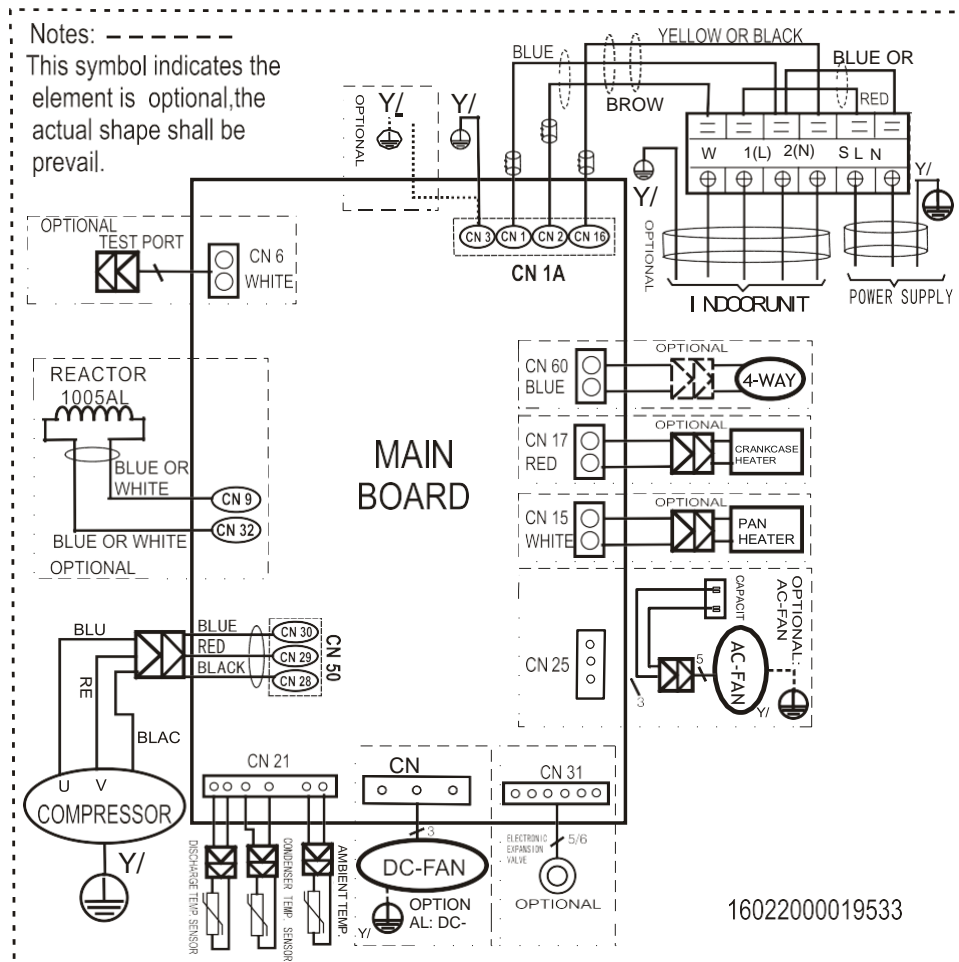 Notes:
This symbol indicates the
element is optional,the
actual shape shall be
prevail.
OPTIONAL
Y/
Y/
BLUE
YELLOW OR BLACK
BROW
BLUE OR
RED
W 1(L) 2(N) S L N
Y/
Y/
OPTIONAL
INDOORUNIT
POWER SUPPLY
CN 3 CN 1 CN 2 CN 16
CN 1A
OPTIONAL
TEST PORT
CN 6
WHITE
REACTOR
1005AL
BLUE OR
WHITE
CN 9
CN 32
BLUE OR WHITE
OPTIONAL
MAIN
BOARD
OPTIONAL
CN 60
BLUE
4-WAY
OPTIONAL
CN 17
RED
CRANKCASE
HEATER
OPTIONAL
CN 15
WHITE
PAN
HEATER
CN 25
3
CAPACIT
5
AC-FAN
Y/
OPTIONAL:
AC-FAN
BLU
RE
BLAC
BLUE
RED
BLACK
CN 30
CN 29
CN 28
CN 50
U V
COMPRESSOR
Y/
CN 21
DISCHARGE TEMP. SENSOR
CONDENSER TEMP. SENSOR
AMBIENT TEMP.
CN
3
DC-FAN
Y/
OPTION
AL: DC-
CN 31
ELECTRONIC
EXPANSION
VALVE
5/6
OPTIONAL
16022000019533